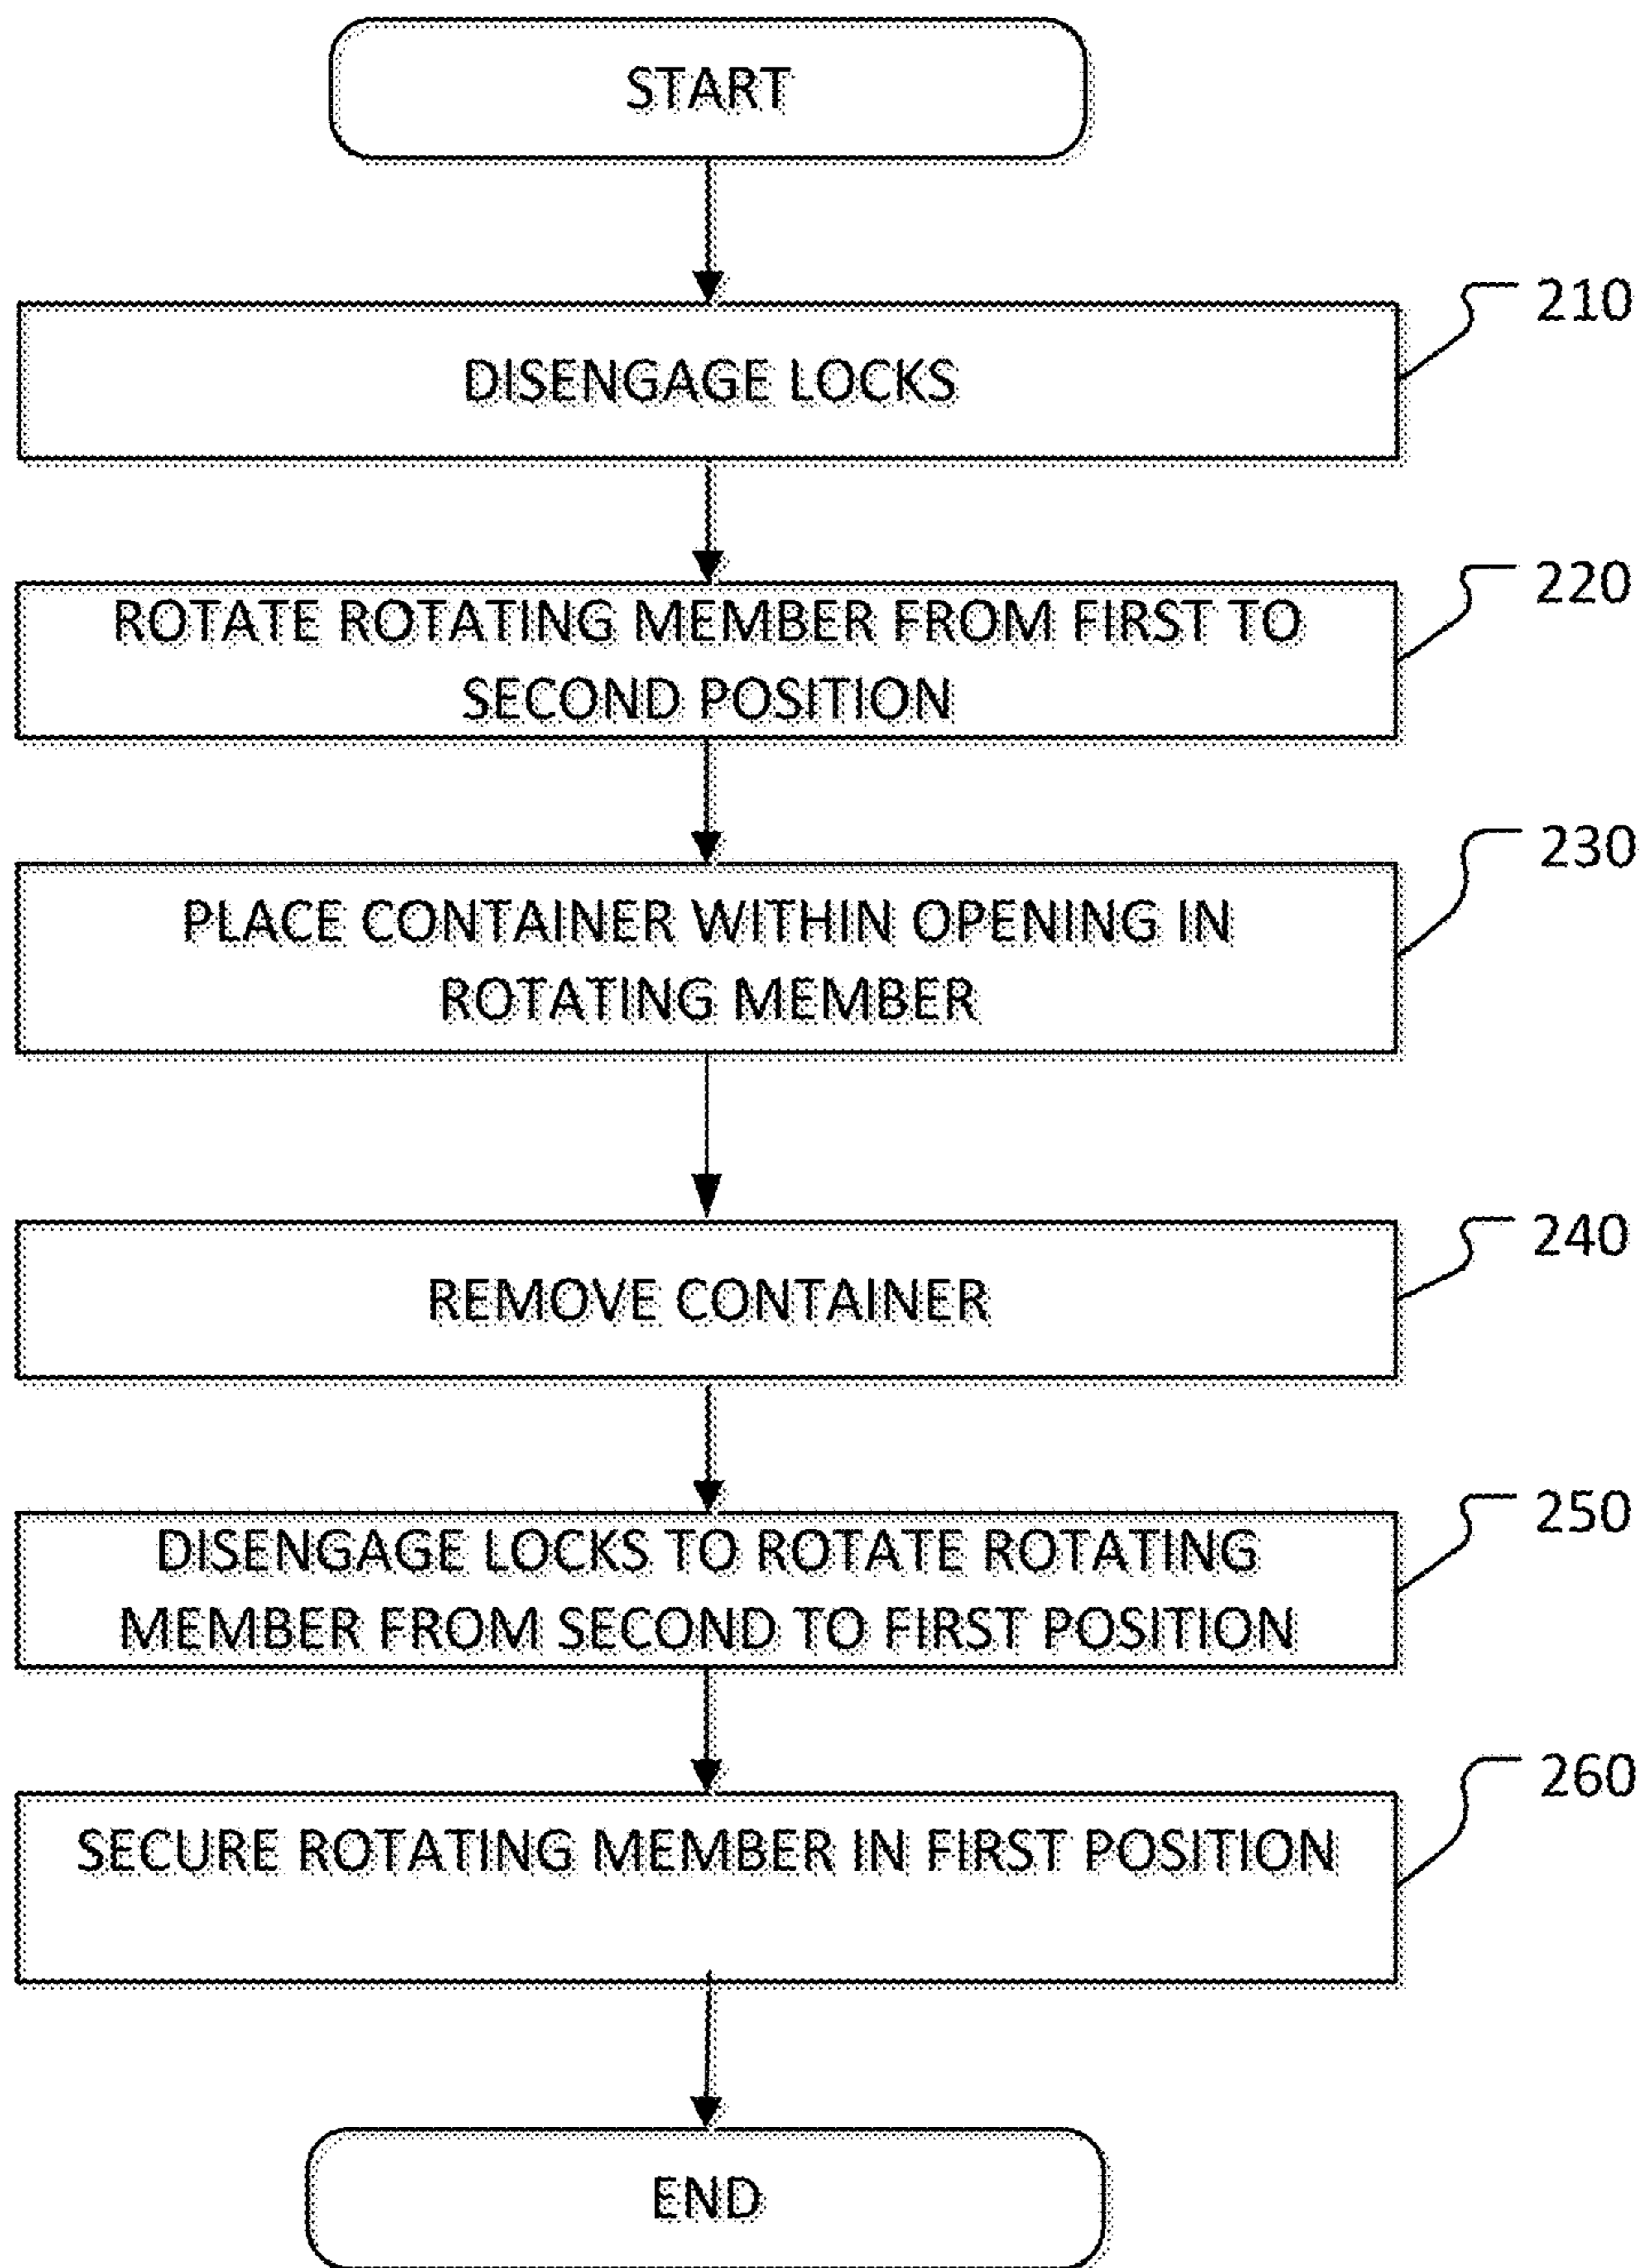 START
210
DISENGAGE LOCKS
220
ROTATE ROTATING MEMBER FROM FIRST TO
SECOND POSITION
230
PLACE CONTAINER WITHIN OPENING IN
ROTATING MEMBER
240
REMOVE CONTAINER
250
DISENGAGE LOCKS TO ROTATE ROTATING
MEMBER FROM SECOND TO FIRST POSITION
260
SECURE ROTATING MEMBER IN FIRST POSITION
END